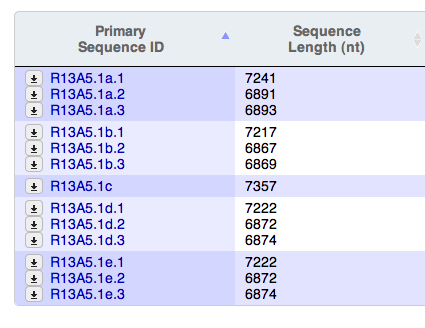 Primary Sequence
Sequence ID Length (nt)
R13A5.1a.1 7241
R13A5.1a.2 6891
R13A5.1a.3 6893
R13A5.1b.1 7217
R13A5.1b.2 6867
R13A5.1b.3 6869
R13A5.1c 7357
R13A5.1d.1 7222
R13A5.1d.2 6872
R13A5.1d.3 6874
R13A5.1e.1 7222
R13A5.1e.2 6872
R13A5.1e.3 6874